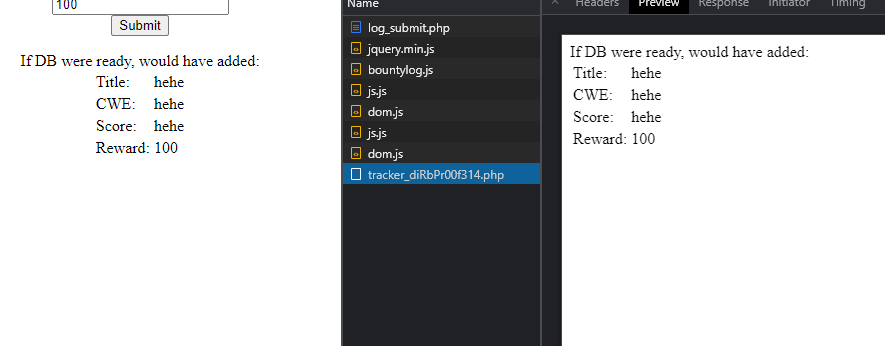 100
Submit
If DB were ready, would have added:
Title: hehe
CWE: hehe
Score: hehe
Reward: 100
Name
log_submit.php
jquery.min.js
bountylog.js
js.js
dom.js
js.js
dom.js
tracker_diRbPr00f314.php
× Headers Preview Response Initiator Timing
If DB were ready, would have added:
Title: hehe
CWE: hehe
Score: hehe
Reward: 100